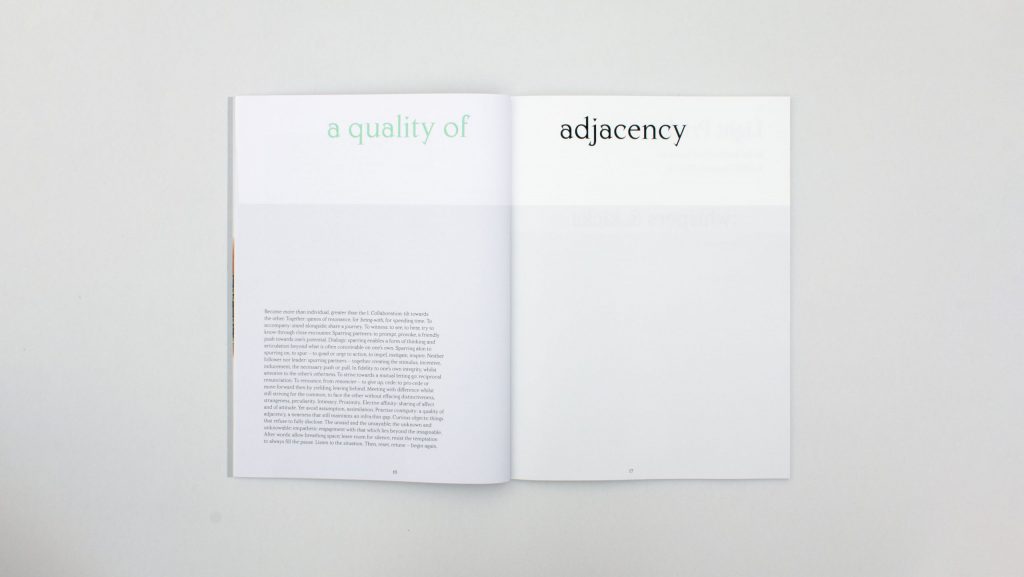 a quality of
adjacency
Become more than individual, greater than the I. Collaboration: tilt towards
the other. Together: games of resonance, for being-with, for spending time. To
accompany: stand alongside, share a journey. To witness: to see, to hear, try to
know through close encounter. Sparring partners: to prompt, provoke, a friendly
push towards one's potential. Dialogic sparring enables a form of thinking and
articulation beyond what is often conceivable on one's own. Sparring akin to
spurring on, to spur – to goad or urge to action, to impel, instigate, inspire. Neither
follower nor leader: sparring partners – together creating the stimulus, incentive,
inducement, the necessary push or pull. In fidelity to one's own integrity, whilst
attentive to the other's otherness. To strive towards a mutual letting go, reciprocal
renunciation. To renounce, from renoncier – to give up, cede: to pro-cede or
move forward then by yielding, leaving behind. Meeting with difference whilst
still striving for the common, to face the other without effacing distinctiveness,
strangeness, peculiarity. Intimacy. Proximity. Elective affinity: sharing of affect
and of attitude. Yet avoid assumption, assimilation. Practise company: a quality of
adjacency, a nearness that still maintains an infra-thin gap. Curious objects: things
that refuse to fully disclose. The unsaid and the unsayable; the unknown and
unknowable: empathetic engagement with that which lies beyond the imaginable.
After words: allow breathing space; leave room for silence, resist the temptation
to always fill the pause. Listen to the situation. Then, reset, retune – begin again.